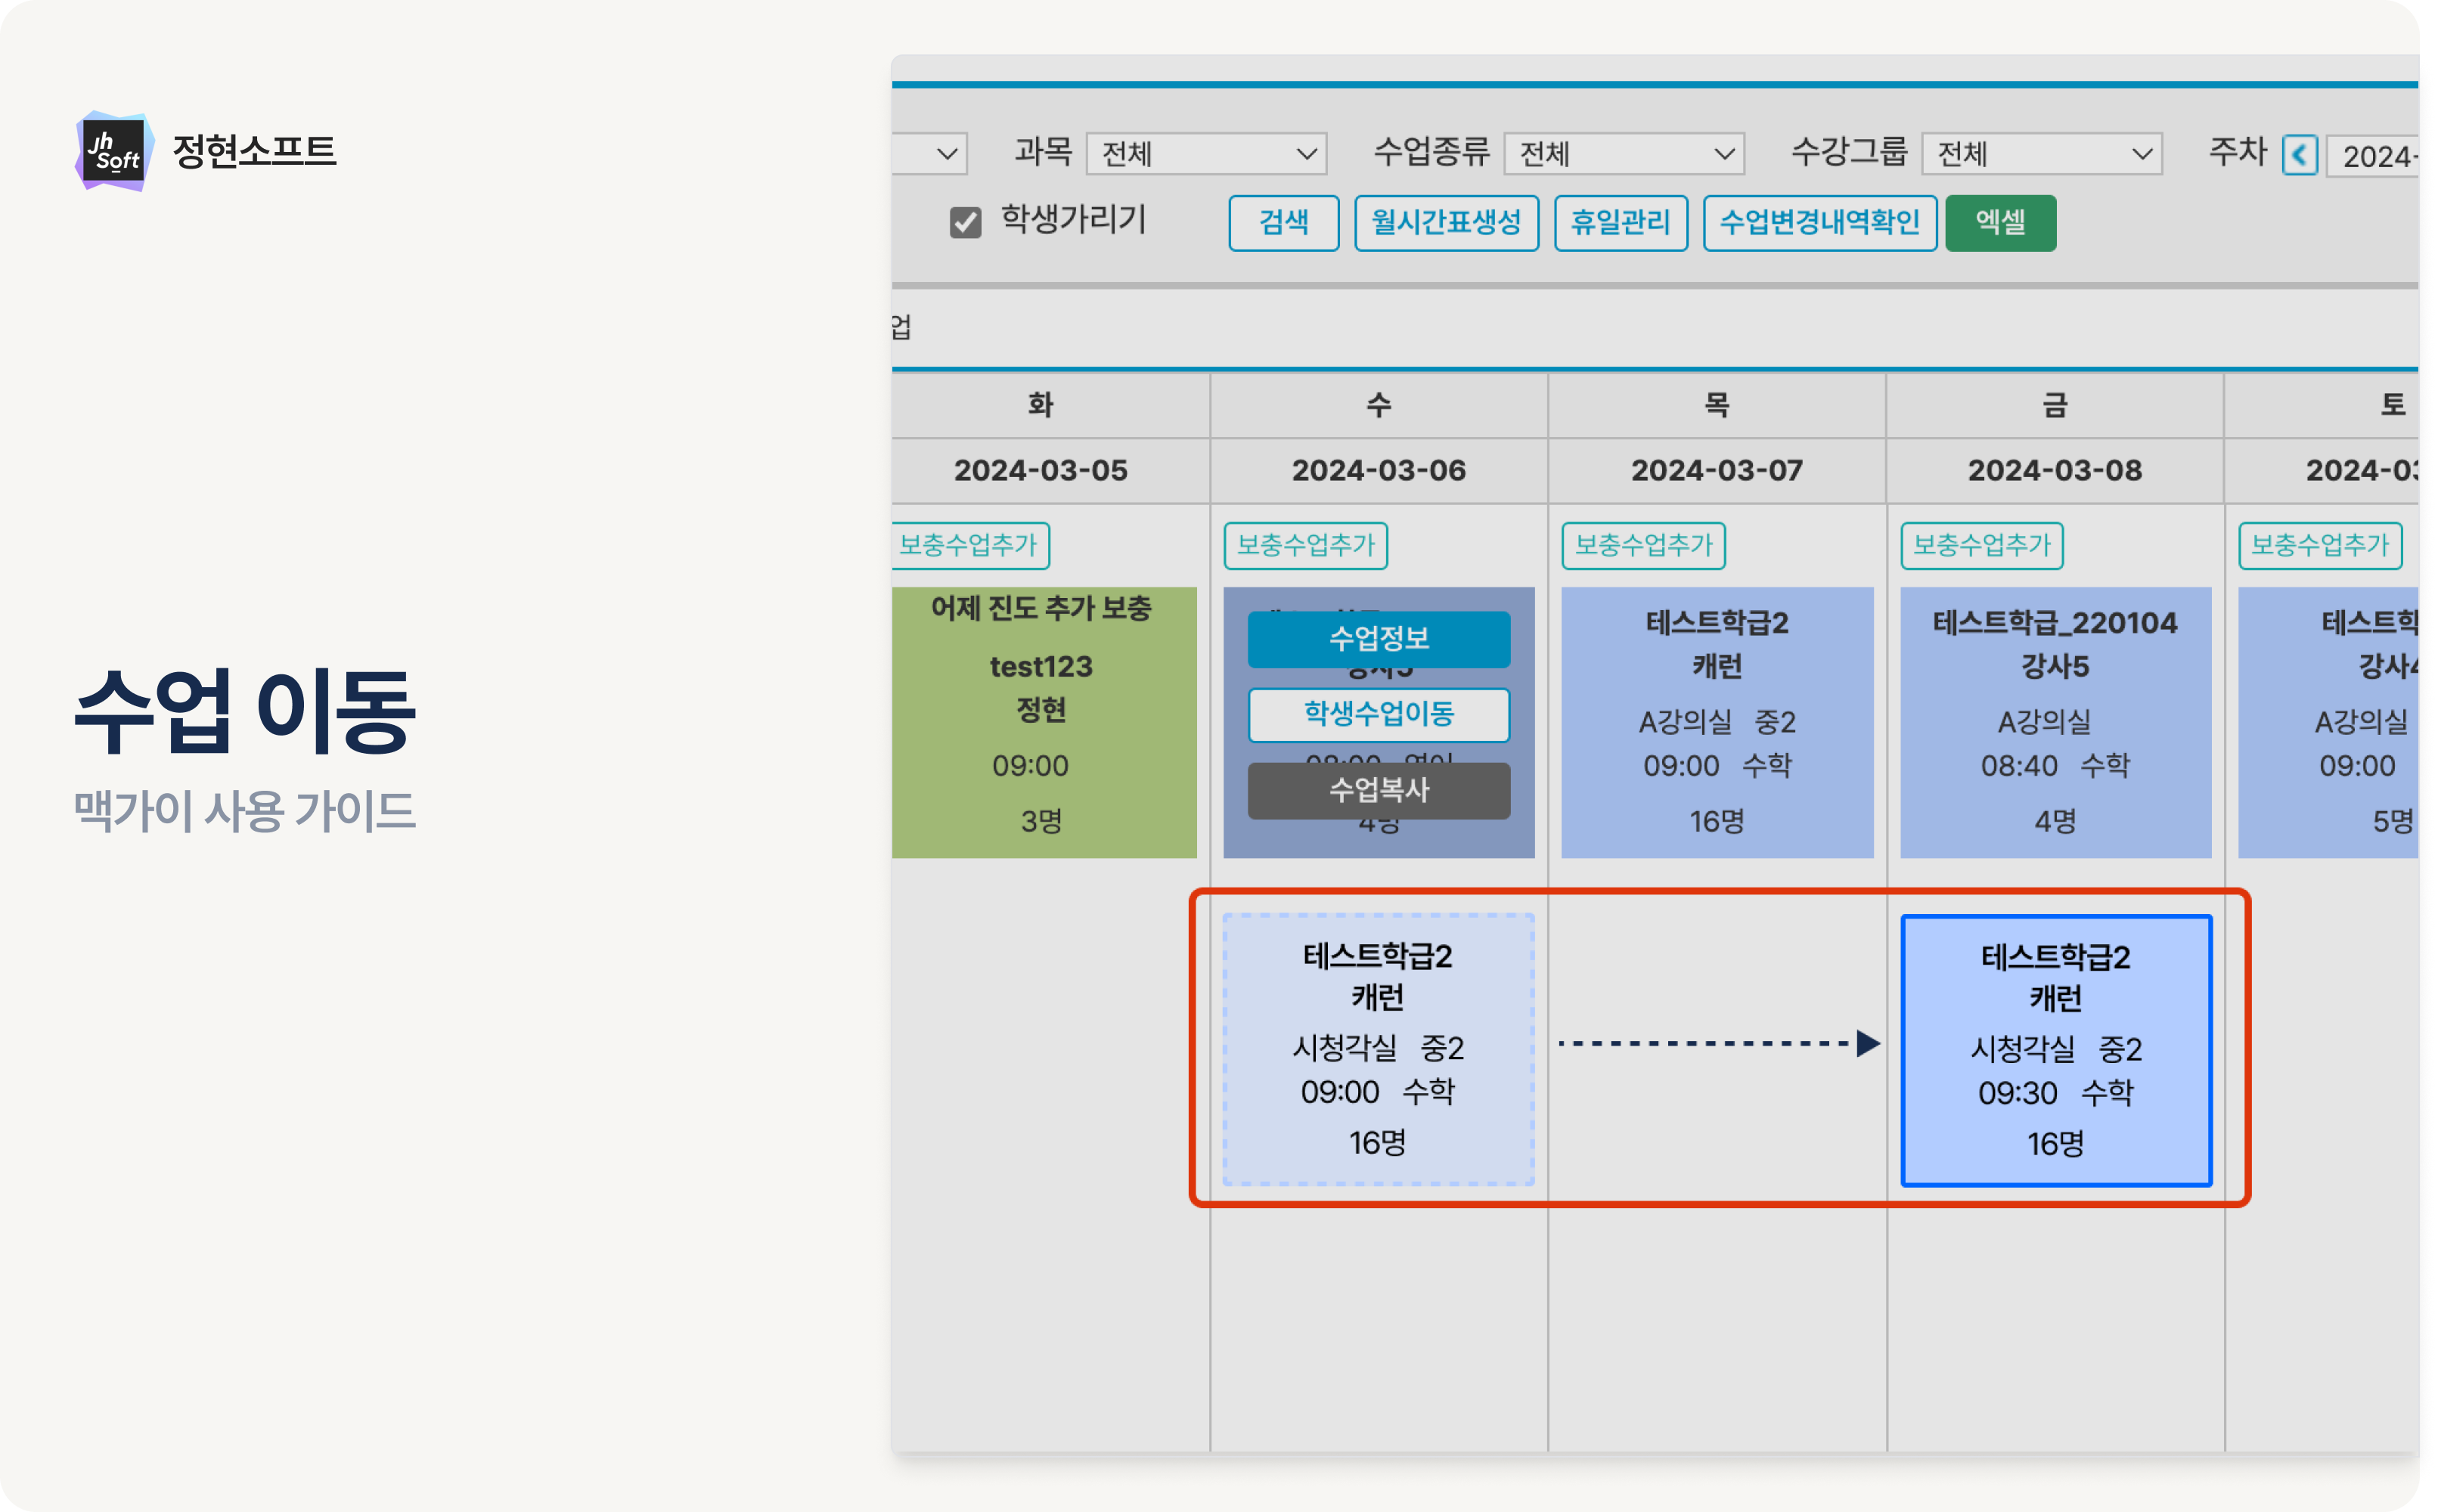 jh
Soft
정현소프트
수업 이동
맥가이 사용 가이드
과목 전체 수업종류 전체 수강그룹 전체 주차 2024-
학생가리기 검색 월시간표생성 휴일관리 수업변경내역확인 엑셀
업
화 수 목 금 토
2024-03-05 2024-03-06 2024-03-07 2024-03-08 2024-03
보충수업추가 보충수업추가 보충수업추가 보충수업추가 보충수업추가
어제 진도 추가 보충
test123
정현
09:00
3명
수업정보
학생수업이동
수업복사
4명
테스트학급2
캐런
A강의실 중2
09:00 수학
16명
테스트학급_220104
강사5
A강의실
08:40 수학
4명
테스트학
강사4
A강의실
09:00
5명
테스트학급2
캐런
시청각실 중2
09:00 수학
16명
테스트학급2
캐런
시청각실 중2
09:30 수학
16명